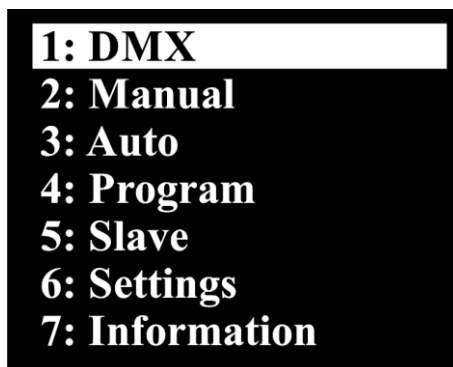 1: DMX
2: Manual
3: Auto
4: Program
5: Slave
6: Settings
7: Information